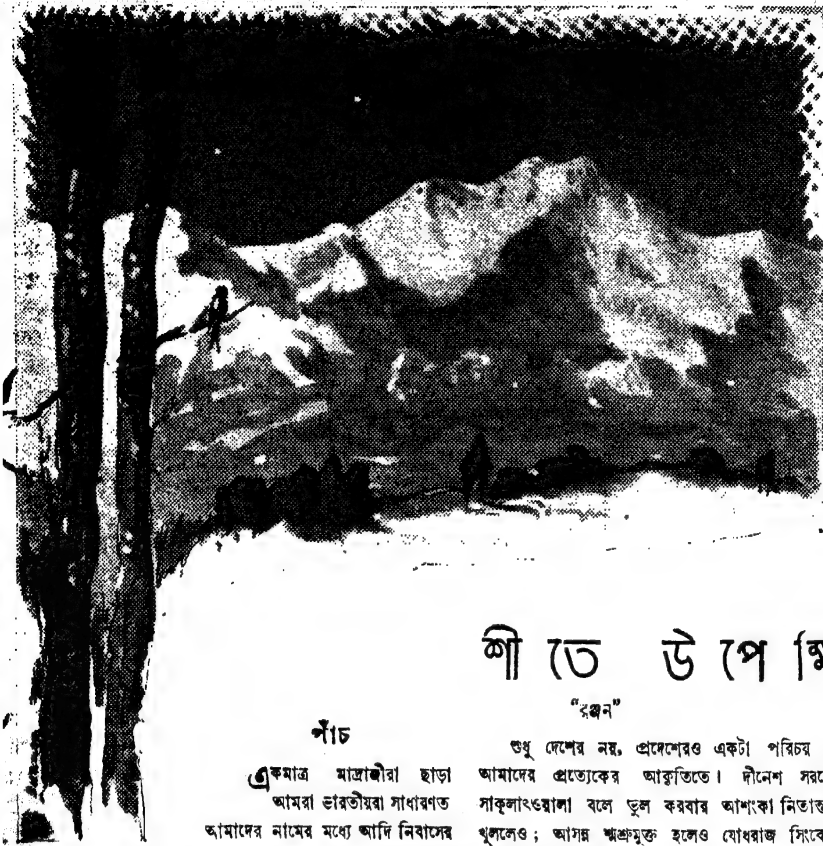 শীতে উপে
"রঞ্জন"
পাঁচ
একমাত্র মাদ্রাজীরা ছাড়া
আমরা ভারতীয়রা সাধারণত
আমাদের নামের মধ্যে আদি নিবাসের
শুধু দেশের নয়, প্রদেশেরও একটা পরিচয়
আমাদের প্রত্যেকের আকৃতিতে। দীনেশ
সাকলাৎওয়ালা বলে ভুল করবার আশংকা
খুললেও; আসন্ন শ্মশ্রুমুক্ত হলেও যোধরাজ